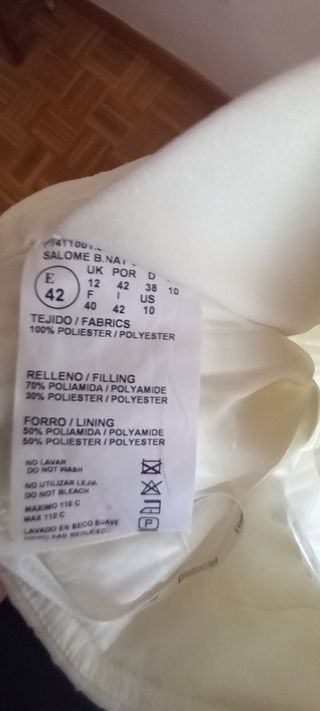 SALOME B.NAT
E
42
UK POR D
12 42 38 10
F I US
40 42 10
TEJIDO / FABRICS
100% POLIESTER / POLYESTER
RELLENO / FILLING
70% POLIAMIDA / POLYAMIDE
30% POLIESTER / POLYESTER
FORRO / LINING
50% POLIAMIDA / POLYAMIDE
50% POLIESTER / POLYESTER
NO LAVAR
DO NOT WASH
NO UTILIZAR LEJIA
DO NOT BLEACH
MAXIMO 110 C
MAX 110 C
P
LAVADO EN SECO SUAVE